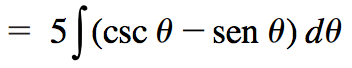 = 5∫(csc θ − sen θ) dθ